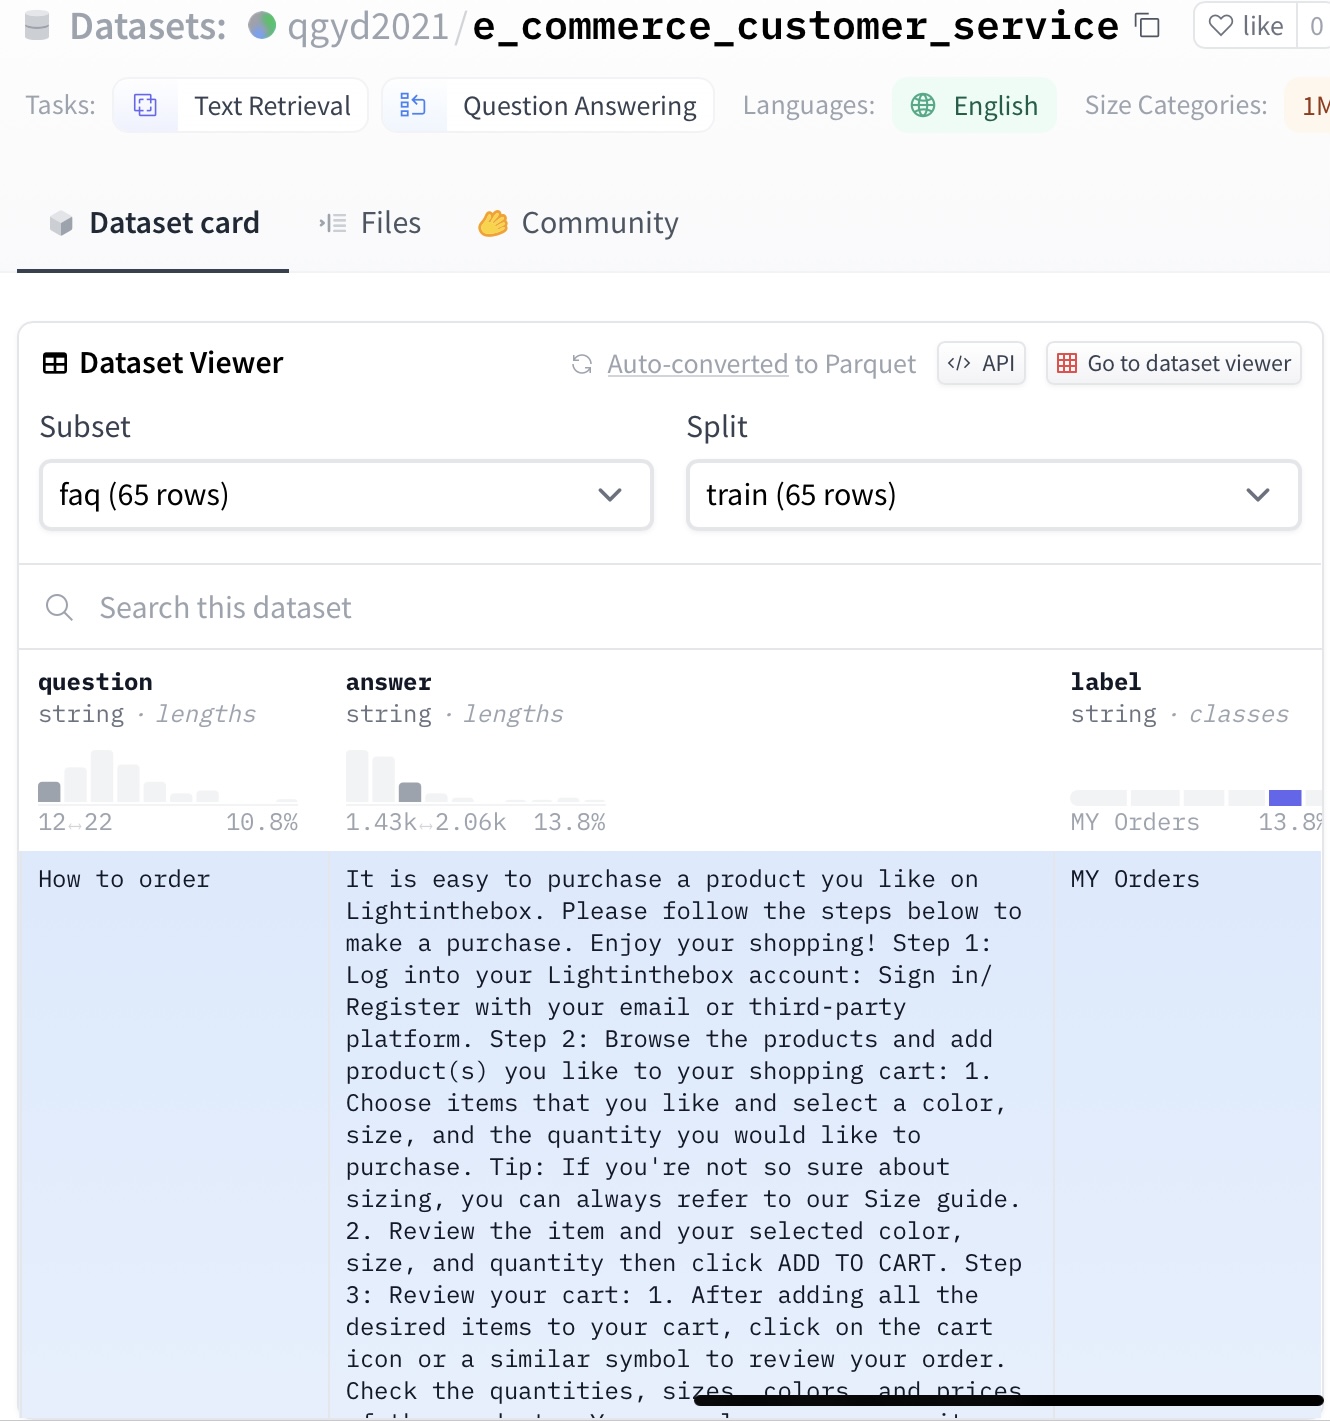 Datasets: qgyd2021/e_commerce_customer_service like 0
Tasks: Text Retrieval Question Answering Languages: English Size Categories: 1M
Dataset card Files Community
Dataset Viewer Auto-converted to Parquet </> API Go to dataset viewer
Subset Split
faq (65 rows) train (65 rows)
Search this dataset
question answer label
string · lengths string · lengths string · classes
12↔22 10.8% 1.43k↔2.06k 13.8% MY Orders 13.8%
How to order
It is easy to purchase a product you like on
Lightinthebox. Please follow the steps below to
make a purchase. Enjoy your shopping! Step 1:
Log into your Lightinthebox account: Sign in/
Register with your email or third-party
platform. Step 2: Browse the products and add
product(s) you like to your shopping cart: 1.
Choose items that you like and select a color,
size, and the quantity you would like to
purchase. Tip: If you're not so sure about
sizing, you can always refer to our Size guide.
2. Review the item and your selected color,
size, and quantity then click ADD TO CART. Step
3: Review your cart: 1. After adding all the
desired items to your cart, click on the cart
icon or a similar symbol to review your order.
Check the quantities, sizes, colors, and prices
MY Orders